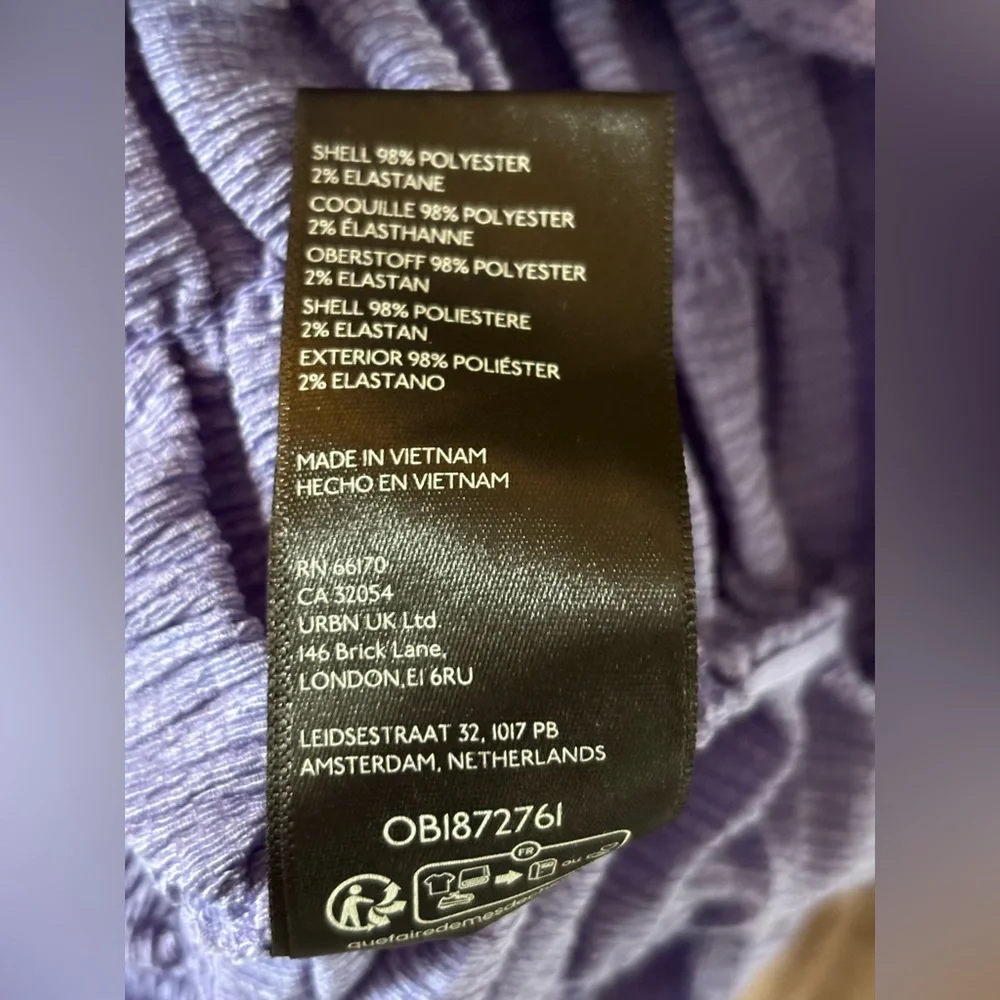 SHELL 98% POLYESTER
2% ELASTANE
COQUILLE 98% POLYESTER
2% ÉLASTHANNE
OBERSTOFF 98% POLYESTER
2% ELASTAN
SHELL 98% POLIESTERE
2% ELASTAN
EXTERIOR 98% POLIÉSTER
2% ELASTANO
MADE IN VIETNAM
HECHO EN VIETNAM
RN 66170
CA 32054
URBN UK Ltd
146 Brick Lane,
LONDON,E1 6RU
LEIDSESTRAAT 32, 1017 PB
AMSTERDAM, NETHERLANDS
OB1872761
FR
au